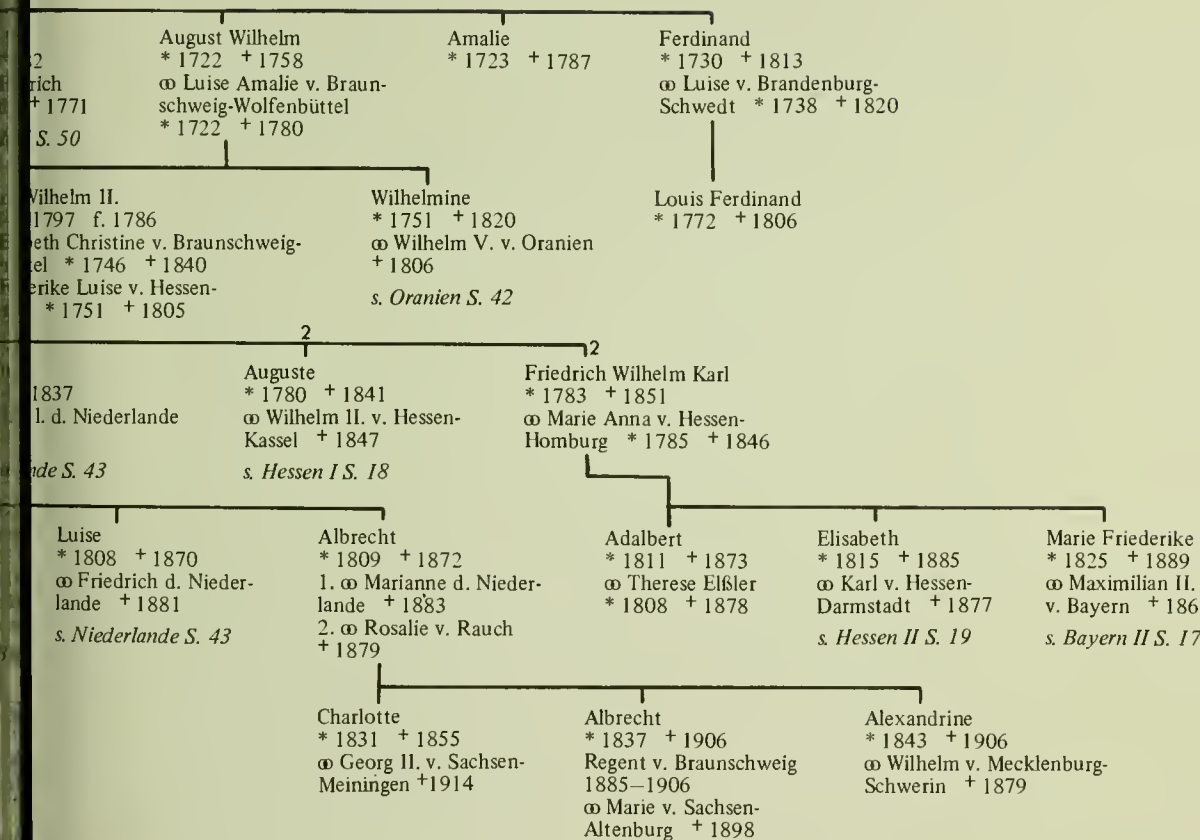 August Wilhelm
* 1722 + 1758
⚭ Luise Amalie v. Braun-
schweig-Wolfenbüttel
* 1722 + 1780
Amalie
* 1723 + 1787
Ferdinand
* 1730 + 1813
⚭ Luise v. Brandenburg-
Schwedt * 1738 + 1820
+ 1771
S. 50
Wilhelm II.
1797 f. 1786
Christine v. Braunschweig-
* 1746 + 1840
Luise v. Hessen-
* 1751 + 1805
Wilhelmine
* 1751 + 1820
⚭ Wilhelm V. v. Oranien
+ 1806
s. Oranien S. 42
Louis Ferdinand
* 1772 + 1806
2
2
1837
I. d. Niederlande
S. 43
Auguste
* 1780 + 1841
⚭ Wilhelm II. v. Hessen-
Kassel + 1847
s. Hessen I S. 18
Friedrich Wilhelm Karl
* 1783 + 1851
⚭ Marie Anna v. Hessen-
Homburg * 1785 + 1846
Luise
* 1808 + 1870
⚭ Friedrich d. Nieder-
lande + 1881
s. Niederlande S. 43
Albrecht
* 1809 + 1872
1. ⚭ Marianne d. Nieder-
lande + 1883
2. ⚭ Rosalie v. Rauch
+ 1879
Adalbert
* 1811 + 1873
⚭ Therese Elßler
* 1808 + 1878
Elisabeth
* 1815 + 1885
⚭ Karl v. Hessen-
Darmstadt + 1877
s. Hessen II S. 19
Marie Friederike
* 1825 + 1889
⚭ Maximilian II.
v. Bayern + 186
s. Bayern II S. 17
Charlotte
* 1831 + 1855
⚭ Georg II. v. Sachsen-
Meiningen + 1914
Albrecht
* 1837 + 1906
Regent v. Braunschweig
1885–1906
⚭ Marie v. Sachsen-
Altenburg + 1898
Alexandrine
* 1843 + 1906
⚭ Wilhelm v. Mecklenburg-
Schwerin + 1879